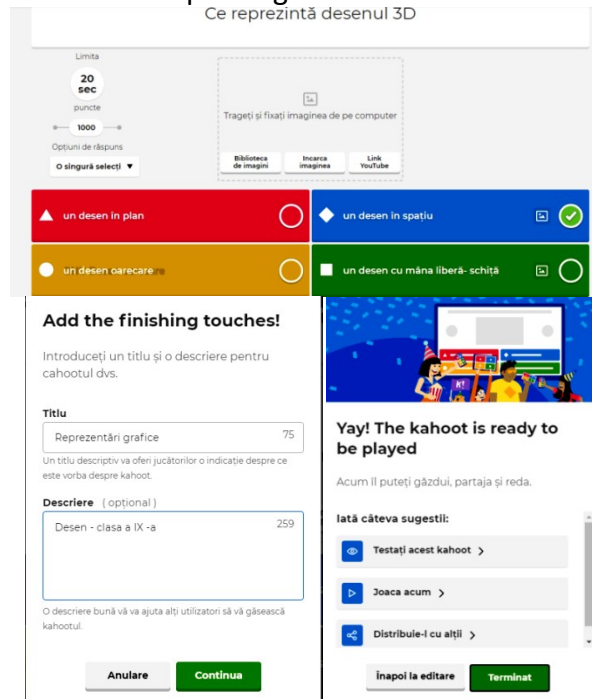 Ce reprezintă desenul 3D
Limita
20
sec
puncte
1000
Opțiuni de răspuns
O singură selecți ▼
Trageți și fixați imaginea de pe computer
Biblioteca
de imagini
Incarca
imaginea
Link
YouTube
un desen în plan
un desen în spațiu
un desen oarecare
un desen cu mâna liberă- schiță
Add the finishing touches!
Introduceți un titlu și o descriere pentru
cahootul dvs.
Titlu
Reprezentări grafice 75
Un titlu descriptiv va oferi jucătorilor o indicație despre ce
este vorba despre kahoot.
Descriere (opțional)
Desen - clasa a IX -a 259
O descriere bună vă va ajuta alți utilizatori să vă găsească
kahootul.
Anulare
Continua
K!
Yay! The kahoot is ready to
be played
Acum îl puteți găzdui, partaja și reda.
Iată câteva sugestii:
Testați acest kahoot >
Joaca acum >
Distribuie-l cu alții >
Înapoi la editare
Terminat